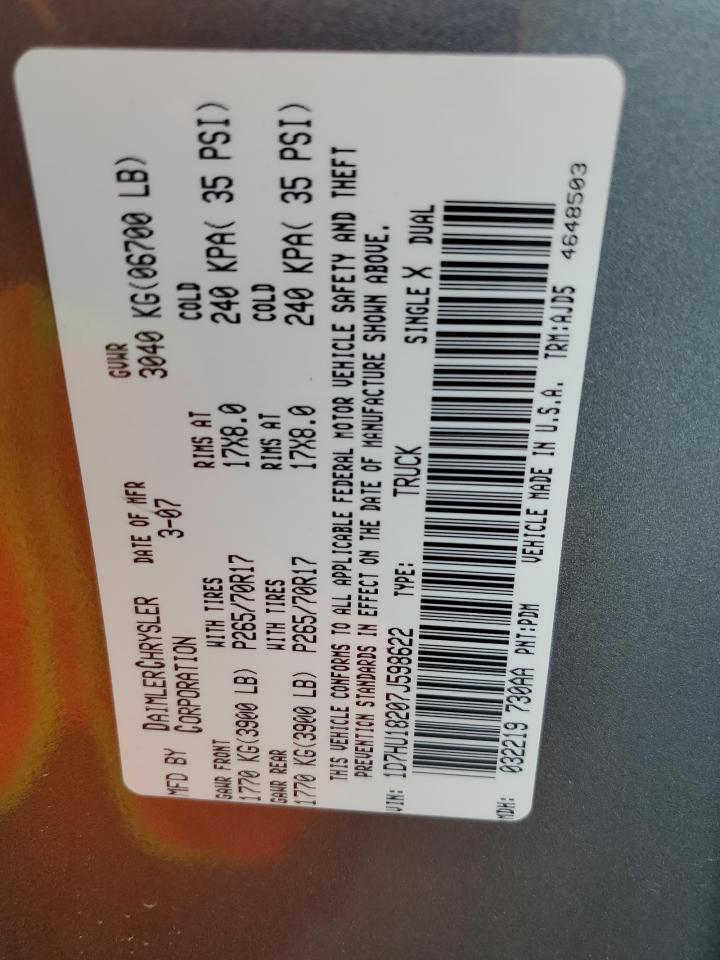 MFD BY DAIMLERCHRYSLER CORPORATION
DATE OF MFR 3-07
GVWR 3040 KG(06700 LB)
GAWR FRONT WITH TIRES RIMS AT COLD
1770 KG(3900 LB) P265/70R17 17X8.0 240 KPA( 35 PSI)
GAWR REAR WITH TIRES RIMS AT COLD
1770 KG(3900 LB) P265/70R17 17X8.0 240 KPA( 35 PSI)
THIS VEHICLE CONFORMS TO ALL APPLICABLE FEDERAL MOTOR VEHICLE SAFETY AND THEFT
PREVENTION STANDARDS IN EFFECT ON THE DATE OF MANUFACTURE SHOWN ABOVE.
VIN: 1D7HU18207J598622 TYPE: TRUCK SINGLE X DUAL
MDH: 032219 730AA PNT:PDM VEHICLE MADE IN U.S.A. TRM:AJD5
4648503